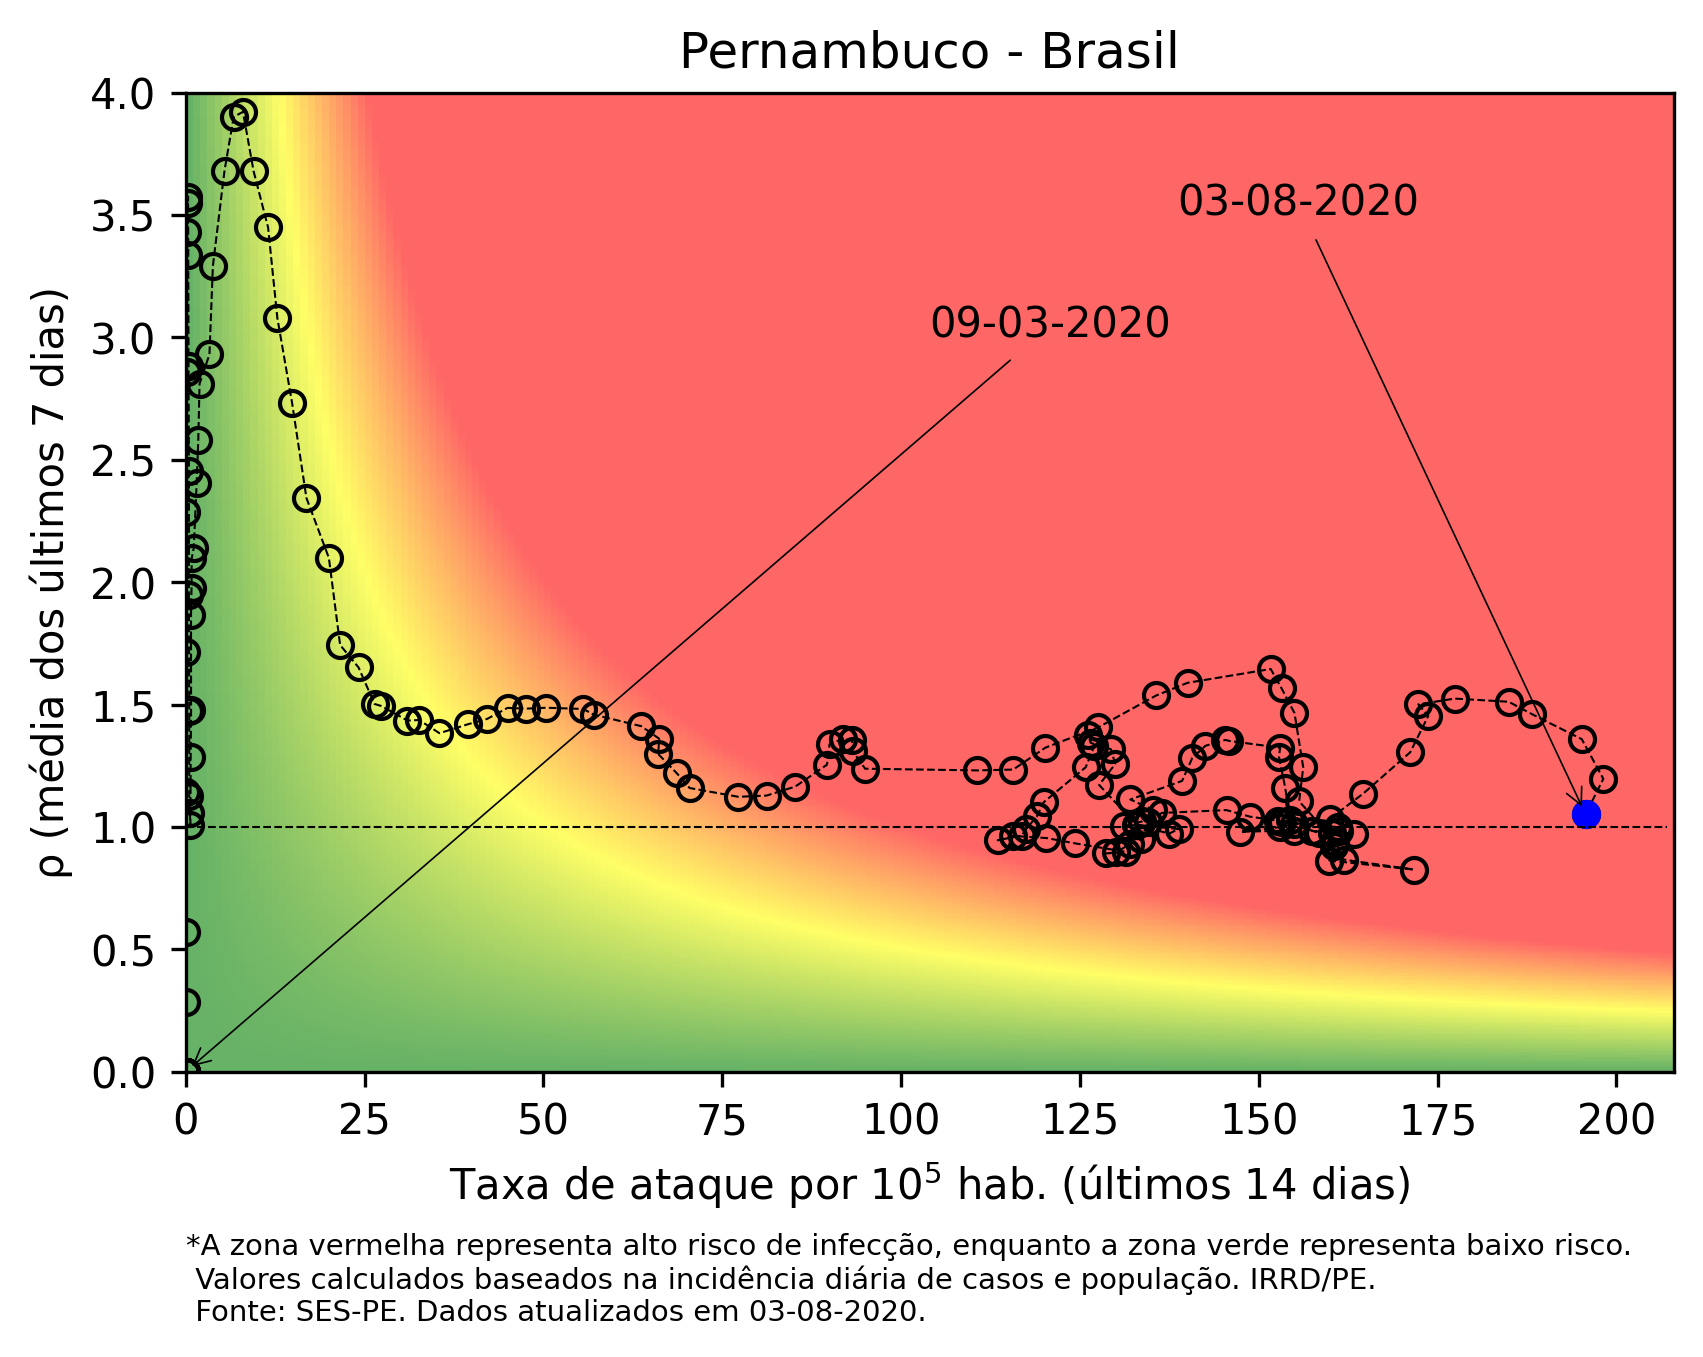 Pernambuco - Brasil
4.0
3.5
3.0
2.5
2.0
1.5
1.0
0.5
0.0
ρ (média dos últimos 7 dias)
03-08-2020
09-03-2020
0 25 50 75 100 125 150 175 200
Taxa de ataque por 10⁵ hab. (últimos 14 dias)
*A zona vermelha representa alto risco de infecção, enquanto a zona verde representa baixo risco.
Valores calculados baseados na incidência diária de casos e população. IRRD/PE.
Fonte: SES-PE. Dados atualizados em 03-08-2020.